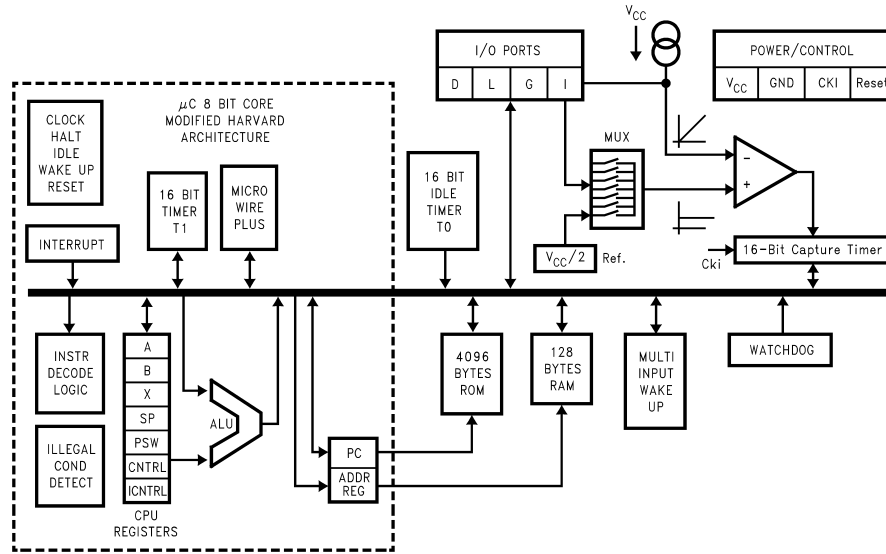 V_CC
I/O PORTS
D L G I
POWER/CONTROL
V_CC GND CKI Reset
μC 8 BIT CORE
MODIFIED HARVARD
ARCHITECTURE
CLOCK
HALT
IDLE
WAKE UP
RESET
INTERRUPT
16 BIT
TIMER
T1
MICRO
WIRE
PLUS
16 BIT
IDLE
TIMER
T0
MUX
V_CC/2
Ref.
−
+
Cki
16-Bit Capture Timer
INSTR
DECODE
LOGIC
ILLEGAL
COND
DETECT
A
B
X
SP
PSW
CNTRL
ICNTRL
CPU
REGISTERS
ALU
PC
ADDR
REG
4096
BYTES
ROM
128
BYTES
RAM
MULTI
INPUT
WAKE
UP
WATCHDOG